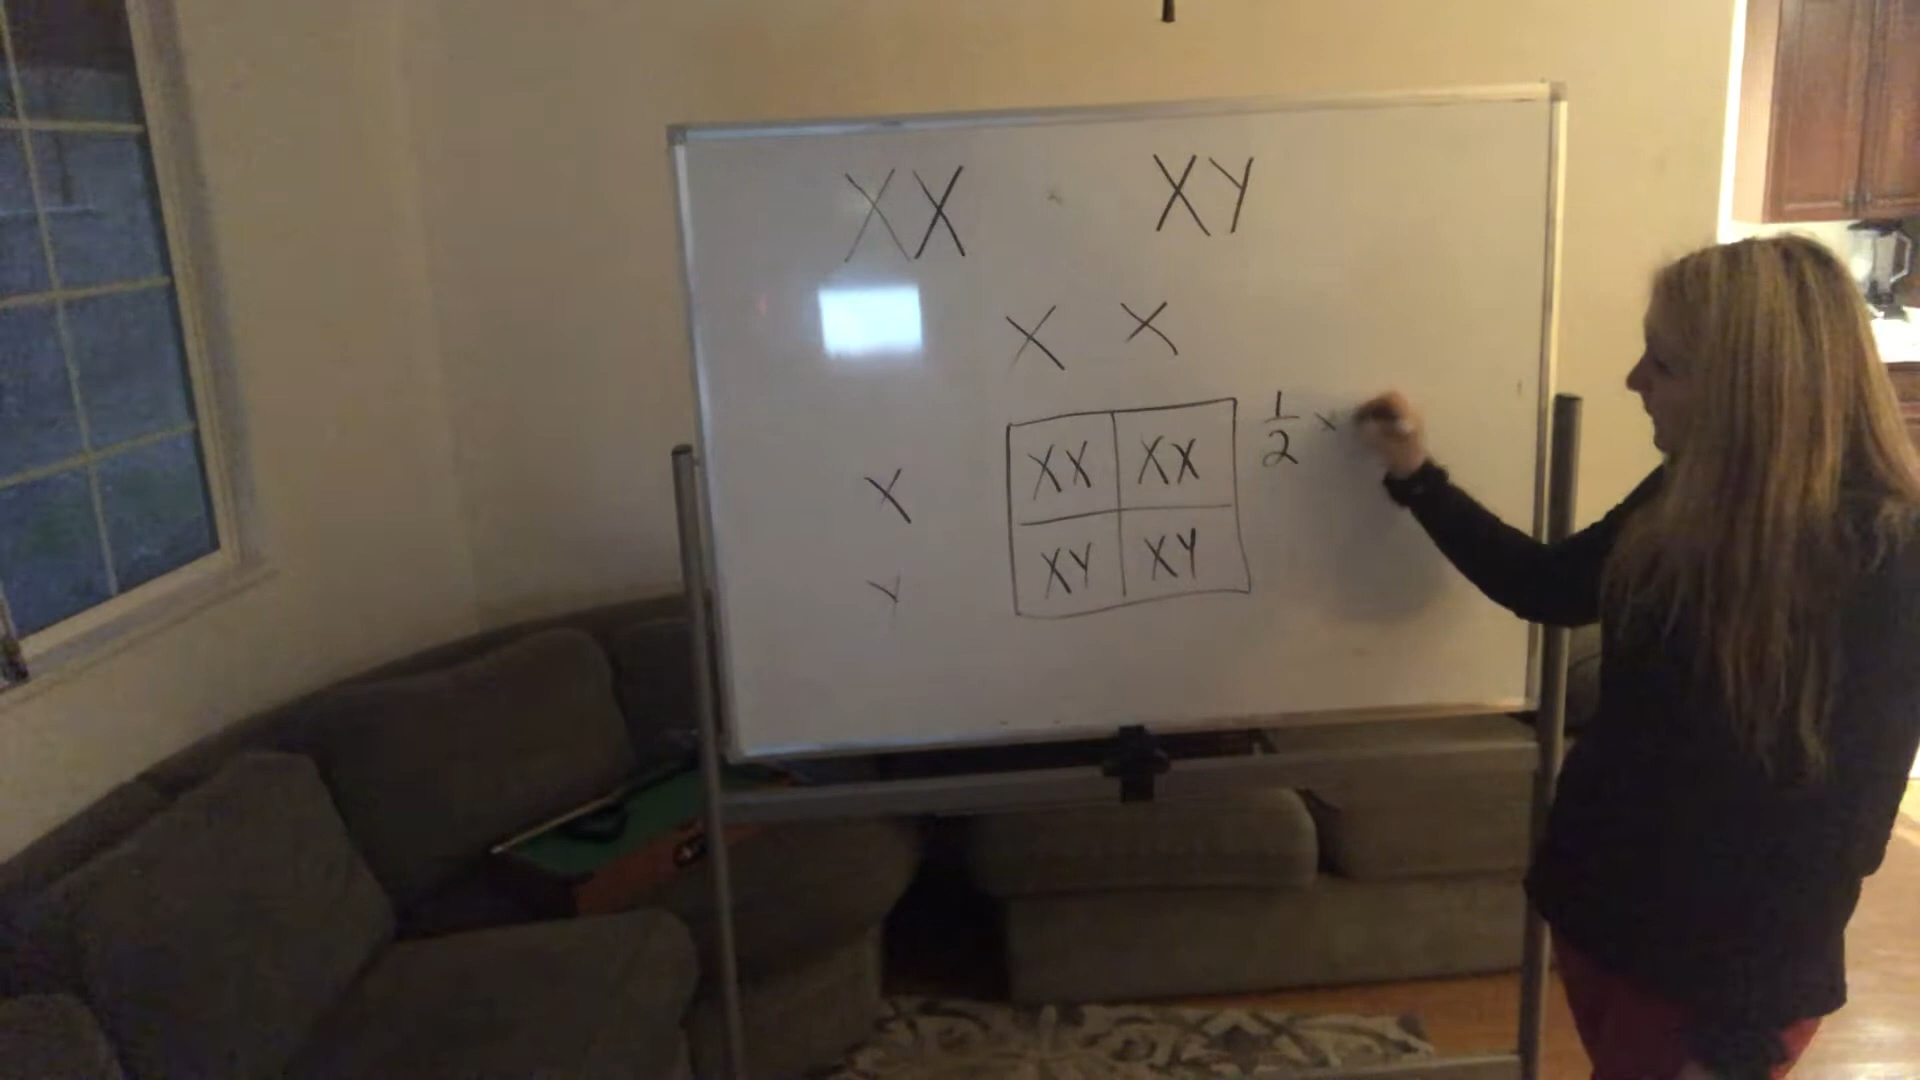 XX XY
X X
XX XX 1/2 x
X
XY XY
Y